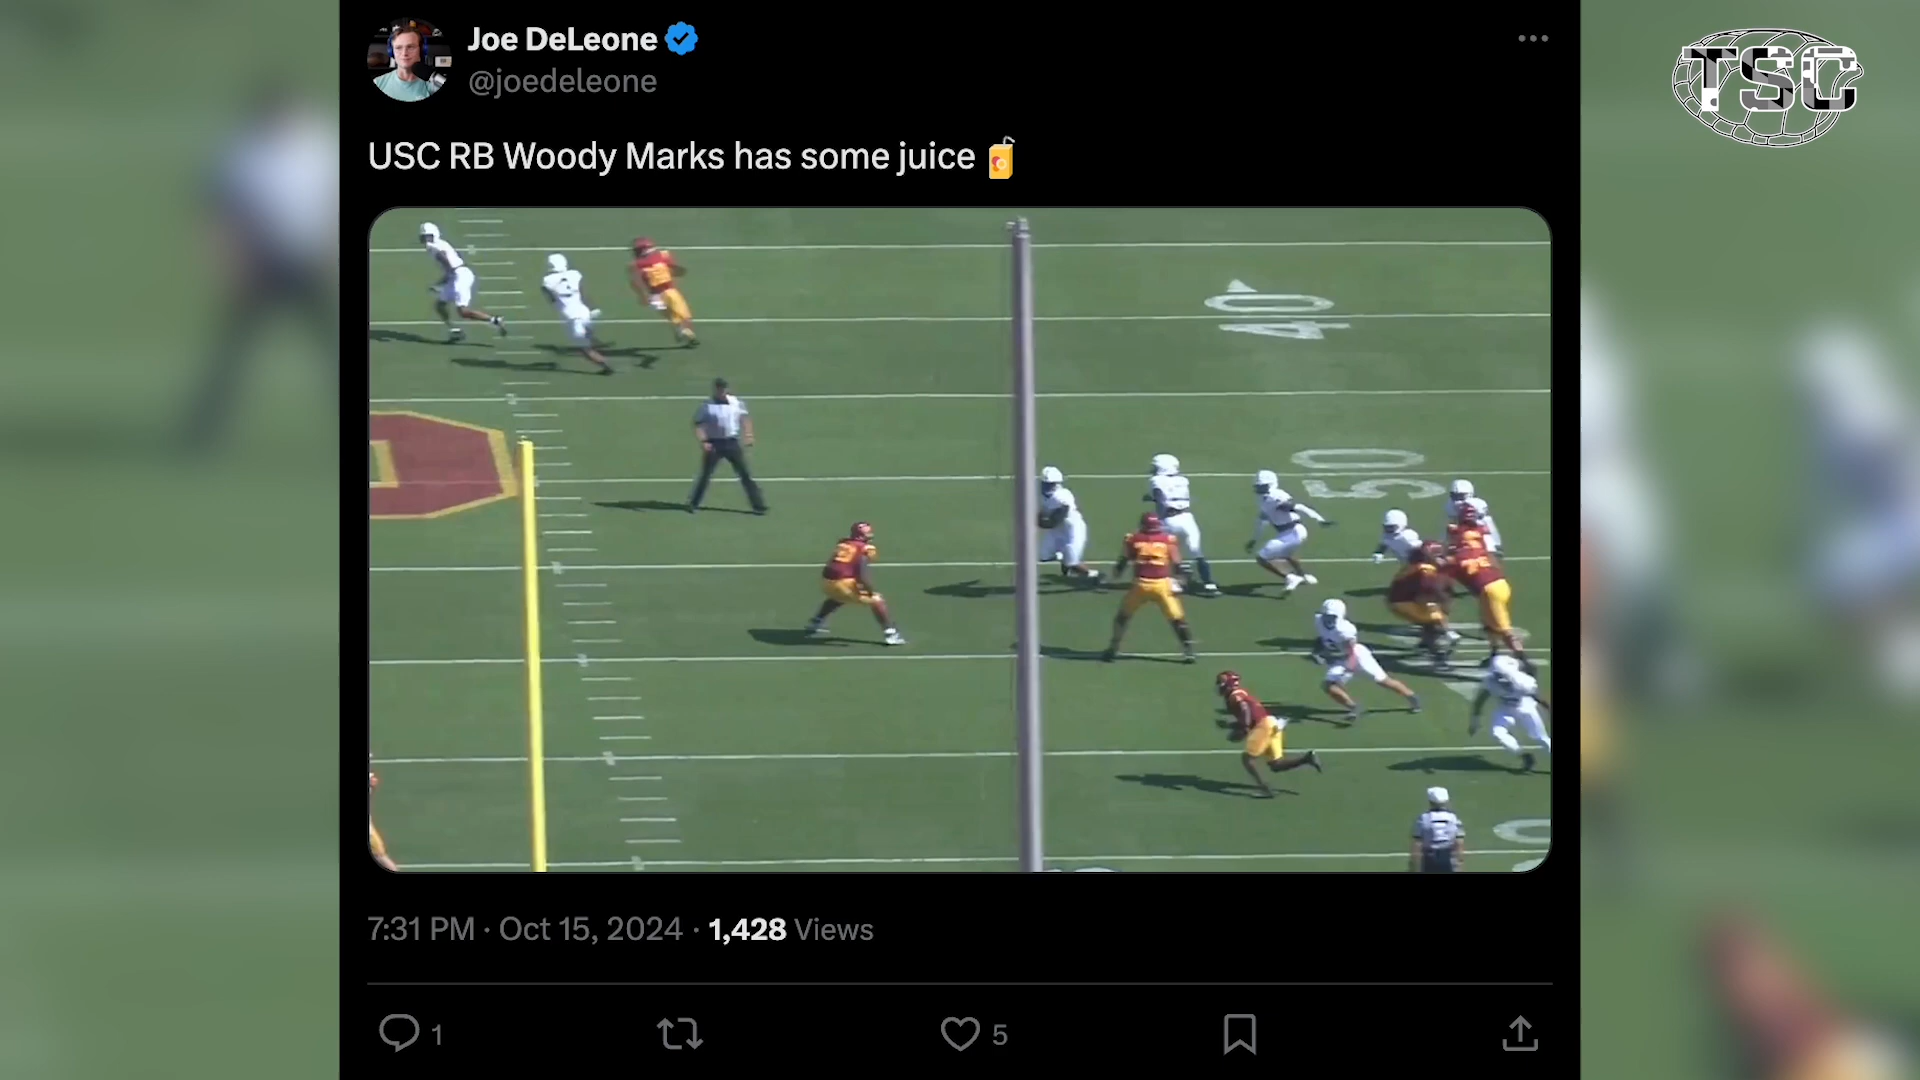 Joe DeLeone
@joedeleone
TSC
USC RB Woody Marks has some juice
40
50
7:31 PM · Oct 15, 2024 · 1,428 Views
1
5